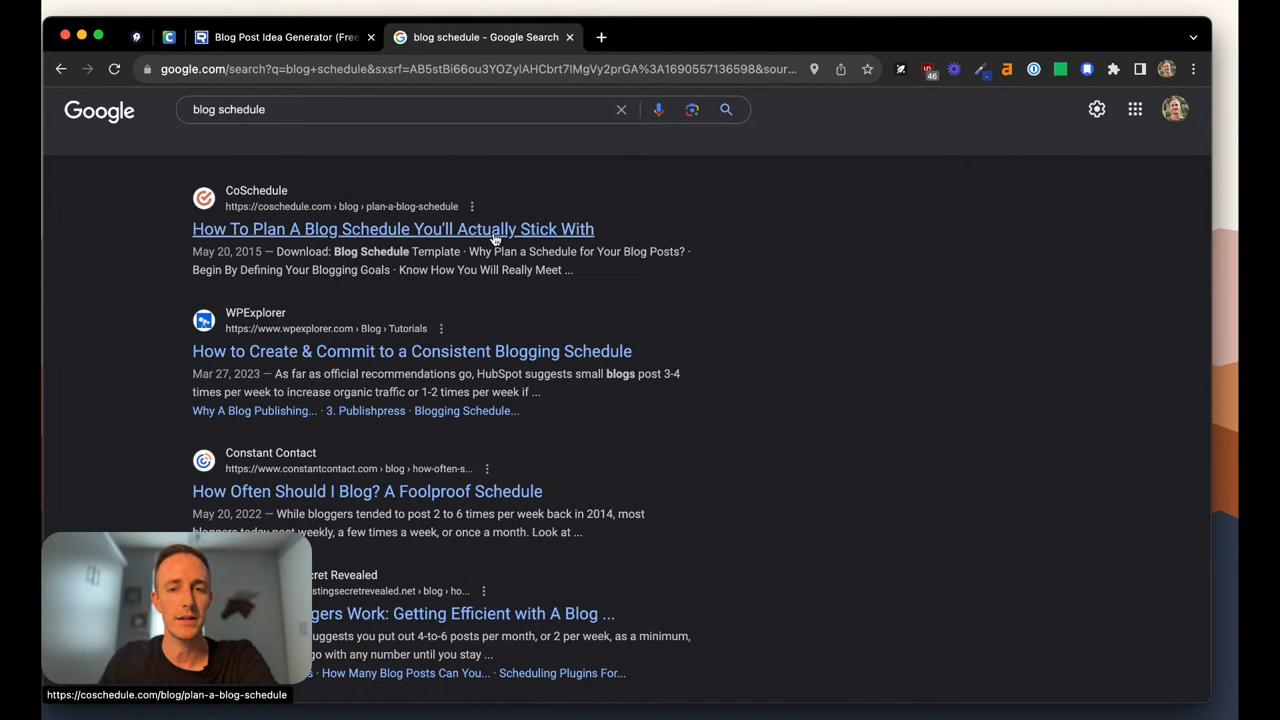 Blog Post Idea Generator (Free
blog schedule - Google Search
google.com/search?q=blog+schedule&sxsrf=AB5stBi66ou3YOZylAHCbrt7lMgVy2prGA%3A1690557136598&sour...
46
Google
blog schedule
CoSchedule
https://coschedule.com › blog › plan-a-blog-schedule
How To Plan A Blog Schedule You'll Actually Stick With
May 20, 2015 — Download: Blog Schedule Template · Why Plan a Schedule for Your Blog Posts? ·
Begin By Defining Your Blogging Goals · Know How You Will Really Meet ...
WPExplorer
https://www.wpexplorer.com › Blog › Tutorials
How to Create & Commit to a Consistent Blogging Schedule
Mar 27, 2023 — As far as official recommendations go, HubSpot suggests small blogs post 3-4
times per week to increase organic traffic or 1-2 times per week if ...
Why A Blog Publishing... · 3. Publishpress · Blogging Schedule...
Constant Contact
https://www.constantcontact.com › blog › how-often-s...
How Often Should I Blog? A Foolproof Schedule
May 20, 2022 — While bloggers tended to post 2 to 6 times per week back in 2014, most
bloggers today post weekly, a few times a week, or once a month. Look at ...
cret Revealed
stingsecretrevealed.net › blog › ho...
gers Work: Getting Efficient with A Blog ...
suggests you put out 4-to-6 posts per month, or 2 per week, as a minimum,
go with any number until you stay ...
· How Many Blog Posts Can You... · Scheduling Plugins For...
https://coschedule.com/blog/plan-a-blog-schedule